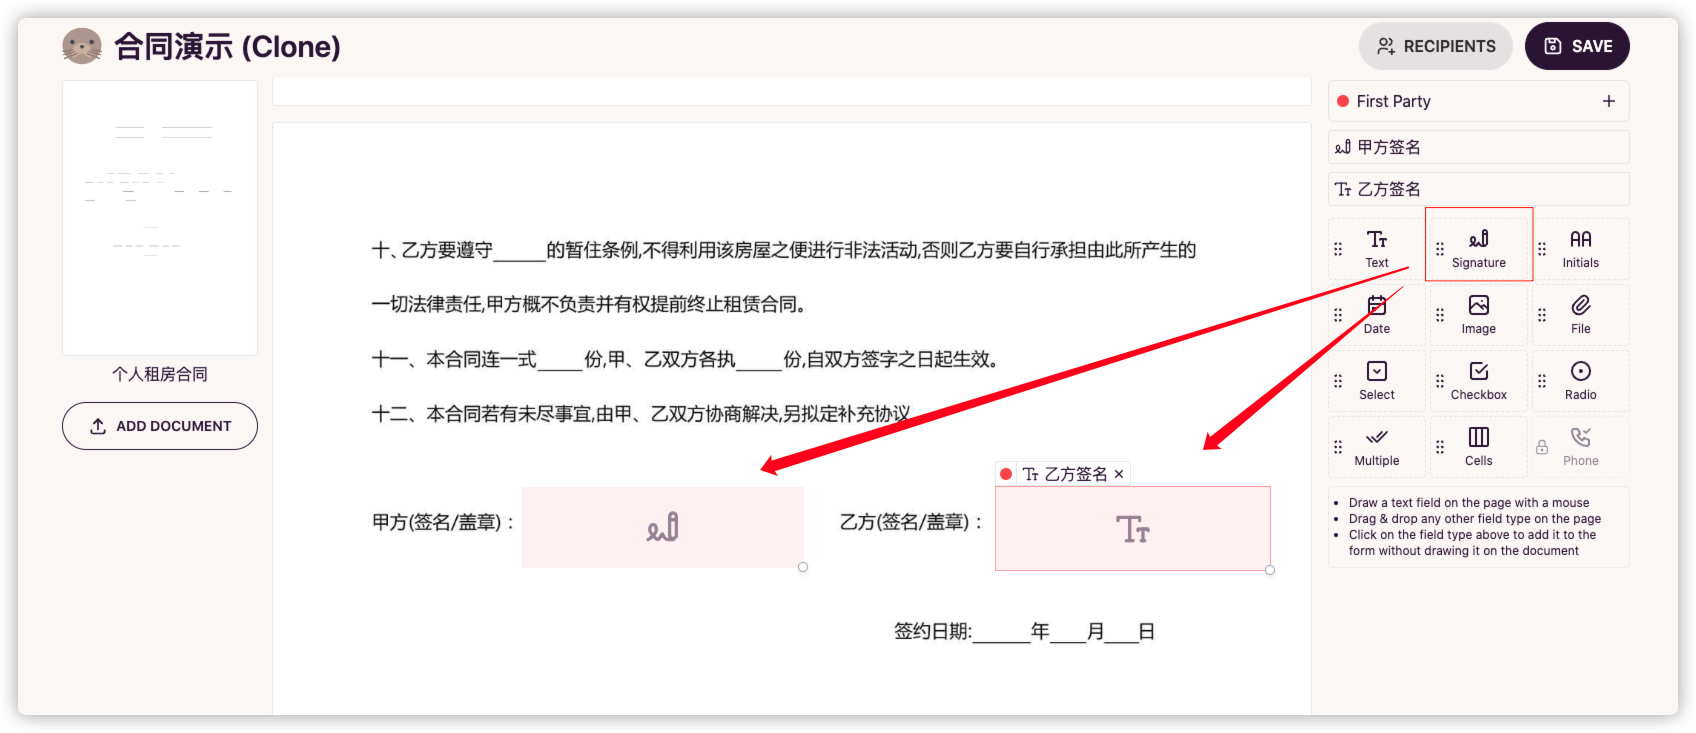 合同演示 (Clone)
RECIPIENTS
SAVE
个人租房合同
ADD DOCUMENT
十、乙方要遵守______的暂住条例,不得利用该房屋之便进行非法活动,否则乙方要自行承担由此所产生的
一切法律责任,甲方概不负责并有权提前终止租赁合同。
十一、本合同连一式_____份,甲、乙双方各执_____份,自双方签字之日起生效。
十二、本合同若有未尽事宜,由甲、乙双方协商解决,另拟定补充协议
乙方签名
甲方(签名/盖章)：
乙方(签名/盖章)：
签约日期:______年____月____日
First Party
甲方签名
乙方签名
Text
Signature
Initials
Date
Image
File
Select
Checkbox
Radio
Multiple
Cells
Phone
• Draw a text field on the page with a mouse
• Drag & drop any other field type on the page
• Click on the field type above to add it to the
form without drawing it on the document